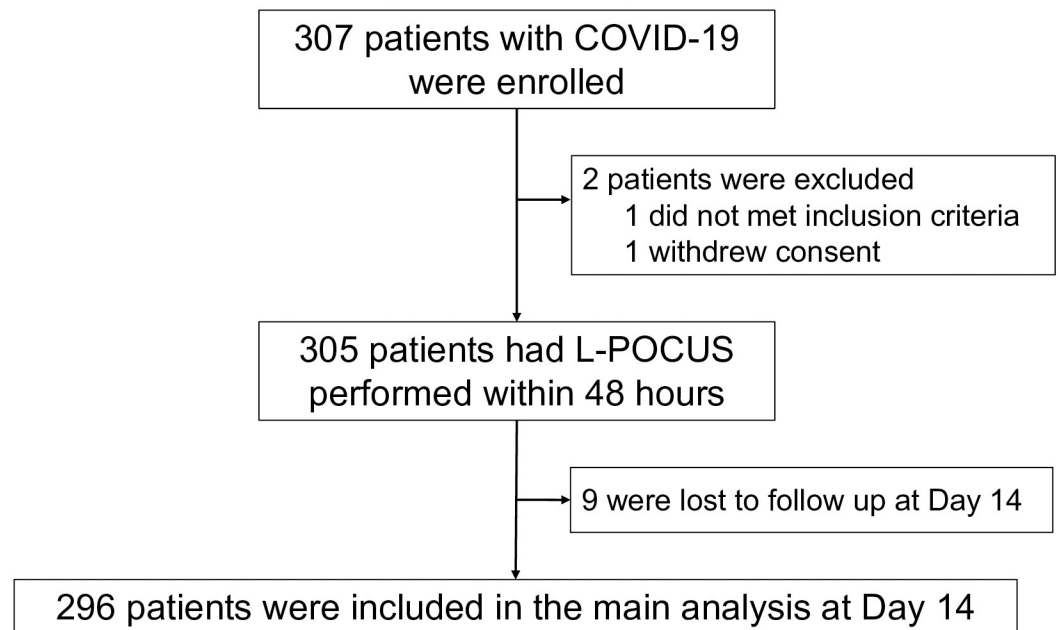 307 patients with COVID-19
were enrolled
2 patients were excluded
1 did not met inclusion criteria
1 withdrew consent
305 patients had L-POCUS
performed within 48 hours
9 were lost to follow up at Day 14
296 patients were included in the main analysis at Day 14